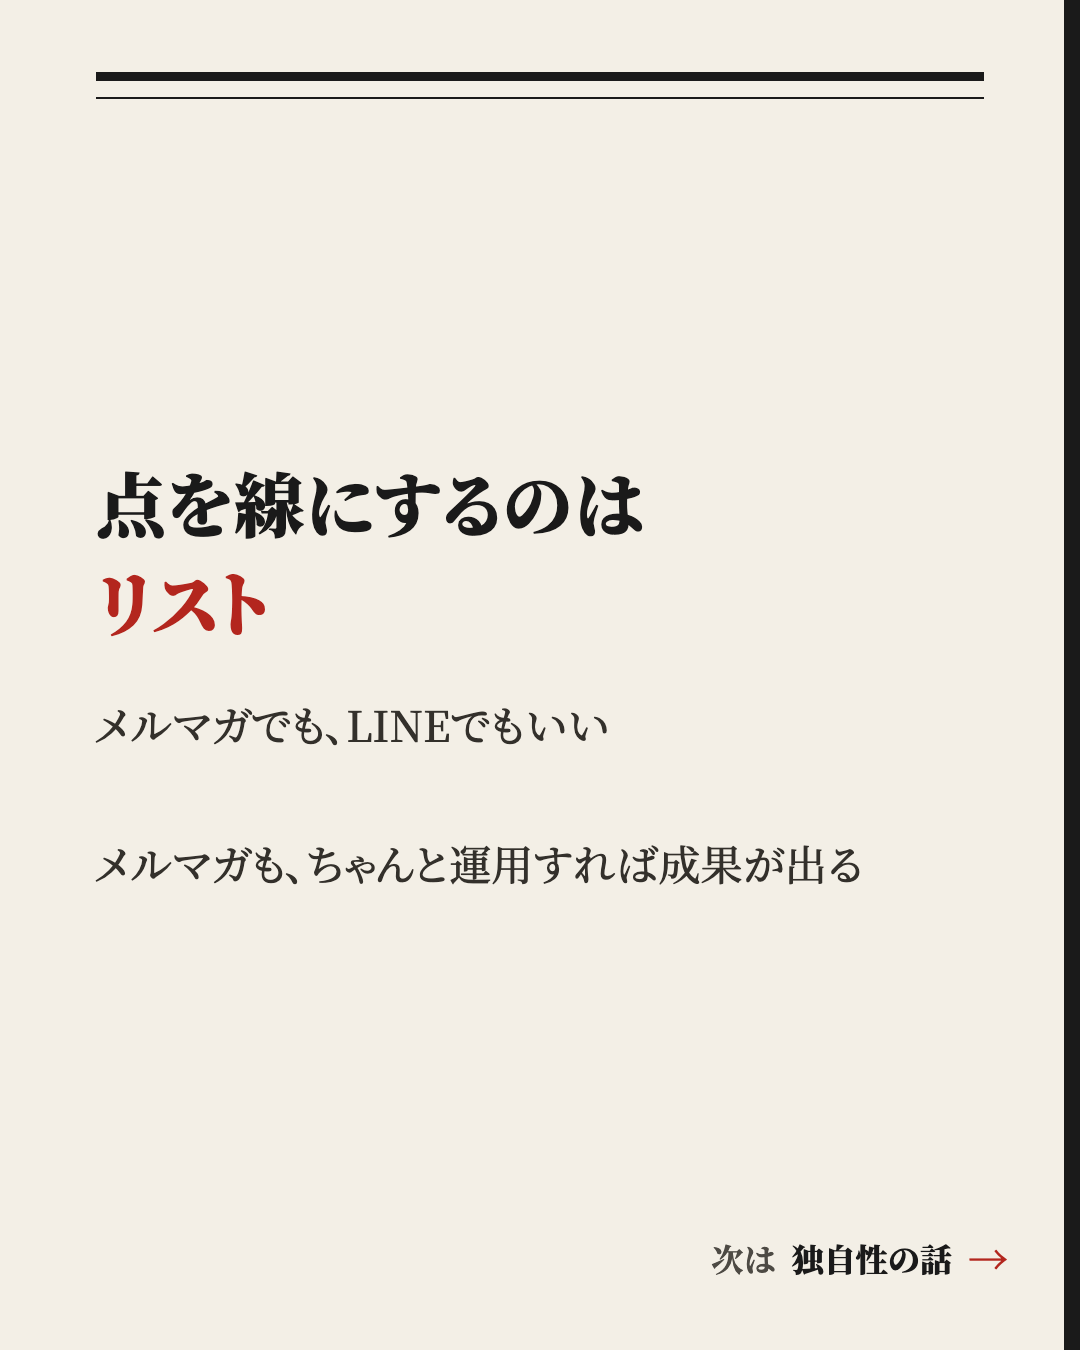 点を線にするのは
リスト
メルマガでも、LINEでもいい
メルマガも、ちゃんと運用すれば成果が出る
次は 独自性の話 →